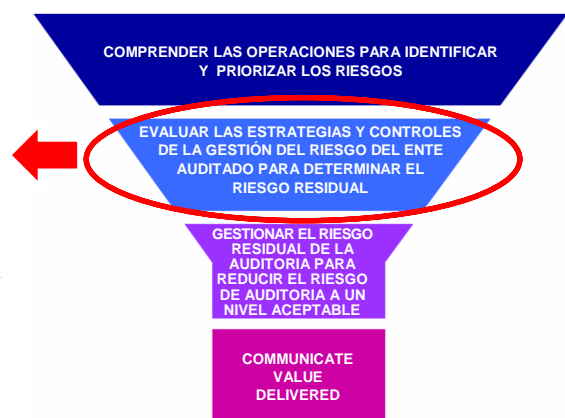 COMPRENDER LAS OPERACIONES PARA IDENTIFICAR
Y PRIORIZAR LOS RIESGOS
EVALUAR LAS ESTRATEGIAS Y CONTROLES
DE LA GESTIÓN DEL RIESGO DEL ENTE
AUDITADO PARA DETERMINAR EL
RIESGO RESIDUAL
GESTIONAR EL RIESGO
RESIDUAL DE LA
AUDITORIA PARA
REDUCIR EL RIESGO
DE AUDITORIA A UN
NIVEL ACEPTABLE
COMMUNICATE
VALUE
DELIVERED